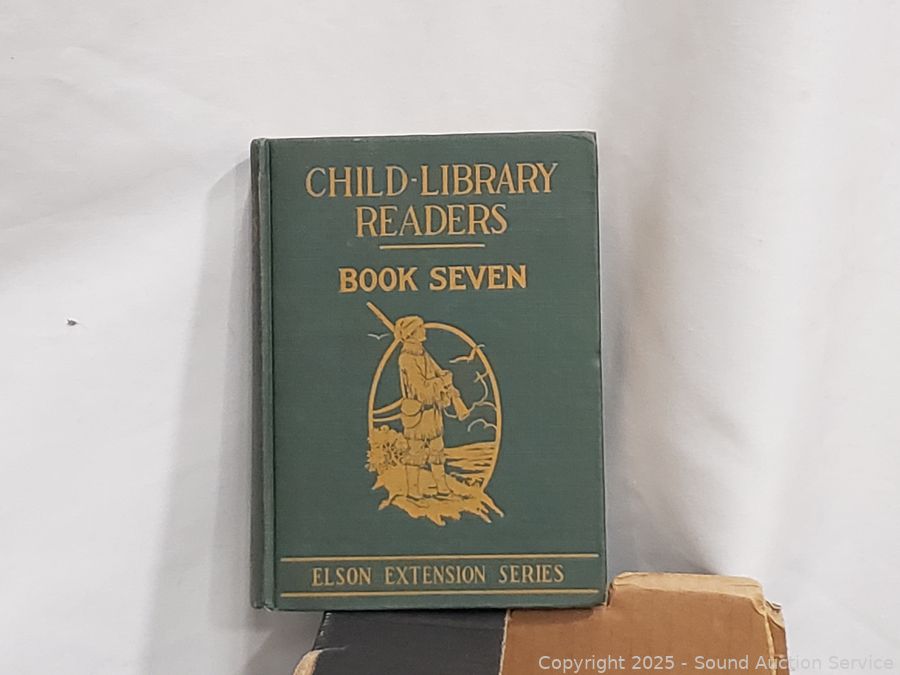 CHILD-LIBRARY
READERS
BOOK SEVEN
ELSON EXTENSION SERIES
Copyright 2025 - Sound Auction Service